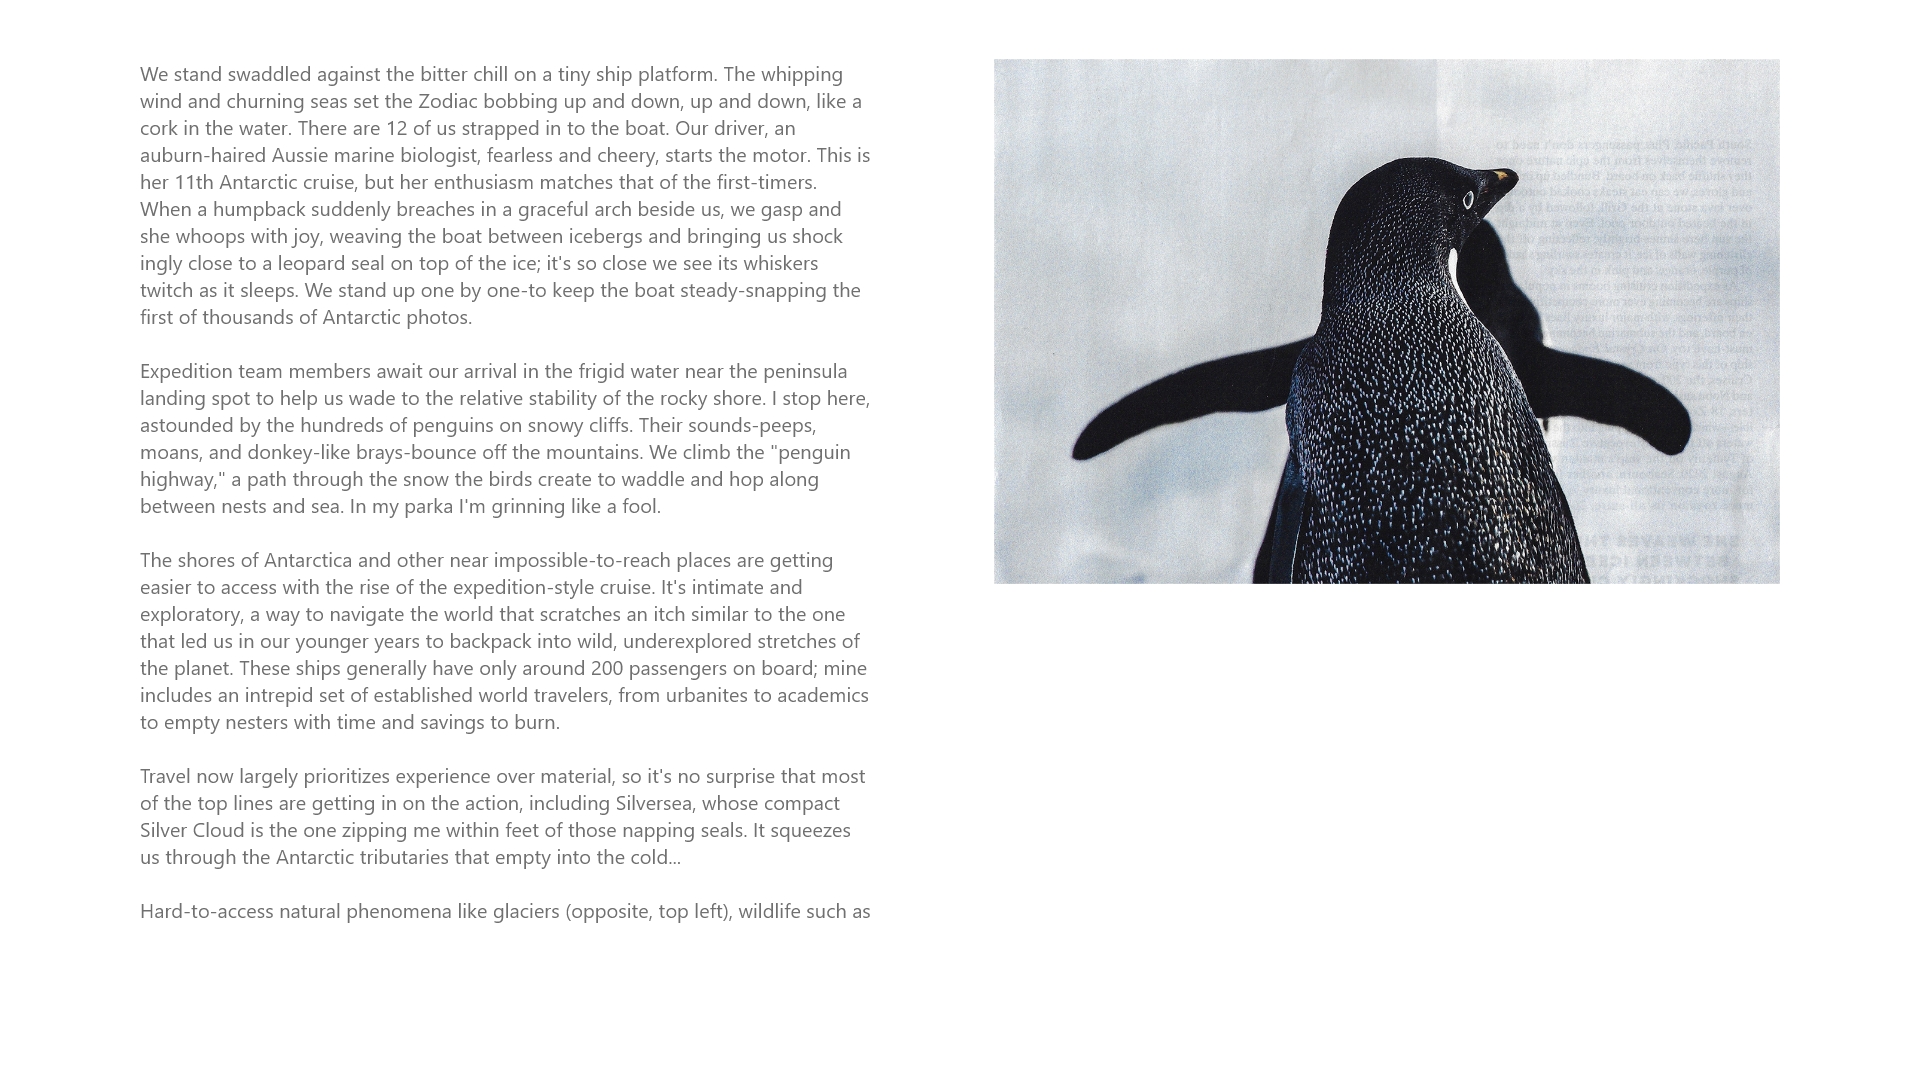 We stand swaddled against the bitter chill on a tiny ship platform. The whipping
wind and churning seas set the Zodiac bobbing up and down, up and down, like a
cork in the water. There are 12 of us strapped in to the boat. Our driver, an
auburn-haired Aussie marine biologist, fearless and cheery, starts the motor. This is
her 11th Antarctic cruise, but her enthusiasm matches that of the first-timers.
When a humpback suddenly breaches in a graceful arch beside us, we gasp and
she whoops with joy, weaving the boat between icebergs and bringing us shock
ingly close to a leopard seal on top of the ice; it's so close we see its whiskers
twitch as it sleeps. We stand up one by one-to keep the boat steady-snapping the
first of thousands of Antarctic photos.
Expedition team members await our arrival in the frigid water near the peninsula
landing spot to help us wade to the relative stability of the rocky shore. I stop here,
astounded by the hundreds of penguins on snowy cliffs. Their sounds-peeps,
moans, and donkey-like brays-bounce off the mountains. We climb the "penguin
highway," a path through the snow the birds create to waddle and hop along
between nests and sea. In my parka I'm grinning like a fool.
The shores of Antarctica and other near impossible-to-reach places are getting
easier to access with the rise of the expedition-style cruise. It's intimate and
exploratory, a way to navigate the world that scratches an itch similar to the one
that led us in our younger years to backpack into wild, underexplored stretches of
the planet. These ships generally have only around 200 passengers on board; mine
includes an intrepid set of established world travelers, from urbanites to academics
to empty nesters with time and savings to burn.
Travel now largely prioritizes experience over material, so it's no surprise that most
of the top lines are getting in on the action, including Silversea, whose compact
Silver Cloud is the one zipping me within feet of those napping seals. It squeezes
us through the Antarctic tributaries that empty into the cold...
Hard-to-access natural phenomena like glaciers (opposite, top left), wildlife such as